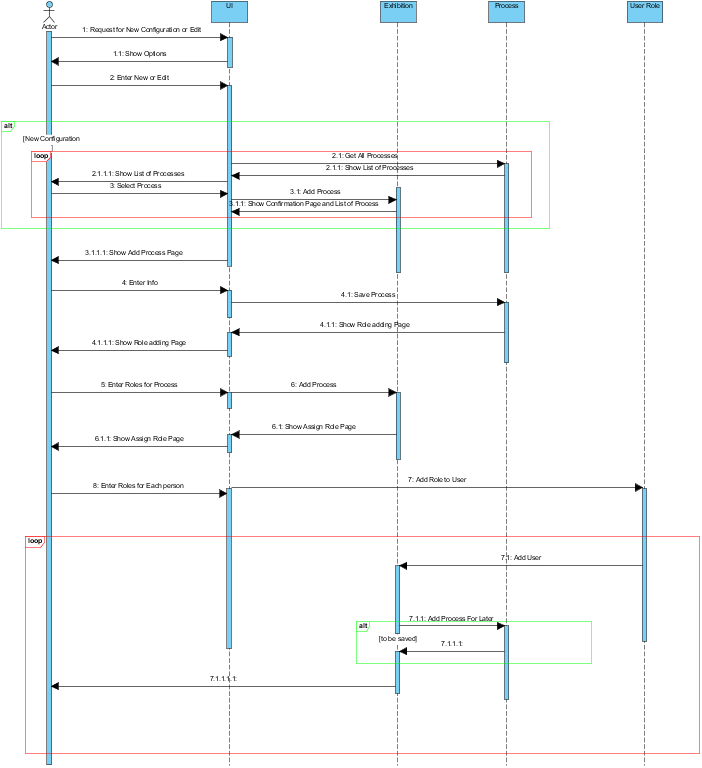 UI
Exhibition
Process
User Role
Actor
1: Request for New Configuration or Edit
1.1: Show Options
2: Enter New or Edit
alt
[New Configuration
]
loop
2.1: Get All Processes
2.1.1: Show List of Processes
2.1.1.1: Show List of Processes
3: Select Process
3.1: Add Process
3.1.1: Show Confirmation Page and List of Process
3.1.1.1: Show Add Process Page
4: Enter Info
4.1: Save Process
4.1.1: Show Role adding Page
4.1.1.1: Show Role adding Page
5: Enter Roles for Process
6: Add Process
6.1: Show Assign Role Page
6.1.1: Show Assign Role Page
7: Add Role to User
8: Enter Roles for Each person
loop
7.1: Add User
7.1.1: Add Process For Later
alt
[to be saved]
7.1.1.1:
7.1.1.1.1: